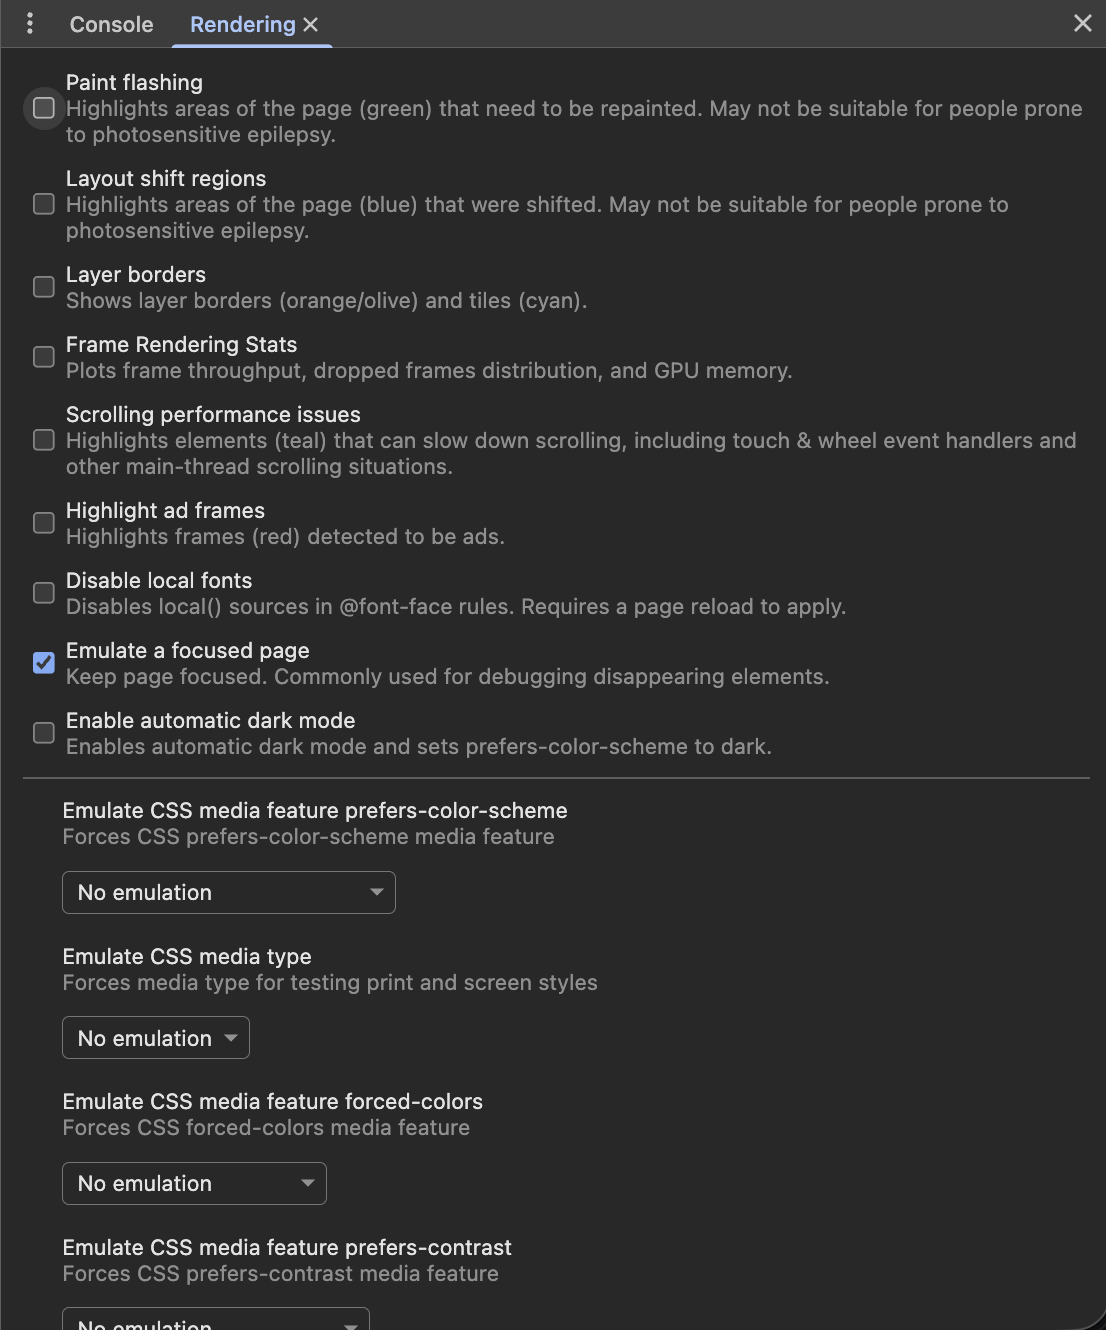 Console
Rendering
Paint flashing
Highlights areas of the page (green) that need to be repainted. May not be suitable for people prone
to photosensitive epilepsy.
Layout shift regions
Highlights areas of the page (blue) that were shifted. May not be suitable for people prone to
photosensitive epilepsy.
Layer borders
Shows layer borders (orange/olive) and tiles (cyan).
Frame Rendering Stats
Plots frame throughput, dropped frames distribution, and GPU memory.
Scrolling performance issues
Highlights elements (teal) that can slow down scrolling, including touch & wheel event handlers and
other main-thread scrolling situations.
Highlight ad frames
Highlights frames (red) detected to be ads.
Disable local fonts
Disables local() sources in @font-face rules. Requires a page reload to apply.
Emulate a focused page
Keep page focused. Commonly used for debugging disappearing elements.
Enable automatic dark mode
Enables automatic dark mode and sets prefers-color-scheme to dark.
Emulate CSS media feature prefers-color-scheme
Forces CSS prefers-color-scheme media feature
No emulation
Emulate CSS media type
Forces media type for testing print and screen styles
No emulation
Emulate CSS media feature forced-colors
Forces CSS forced-colors media feature
No emulation
Emulate CSS media feature prefers-contrast
Forces CSS prefers-contrast media feature
No emulation